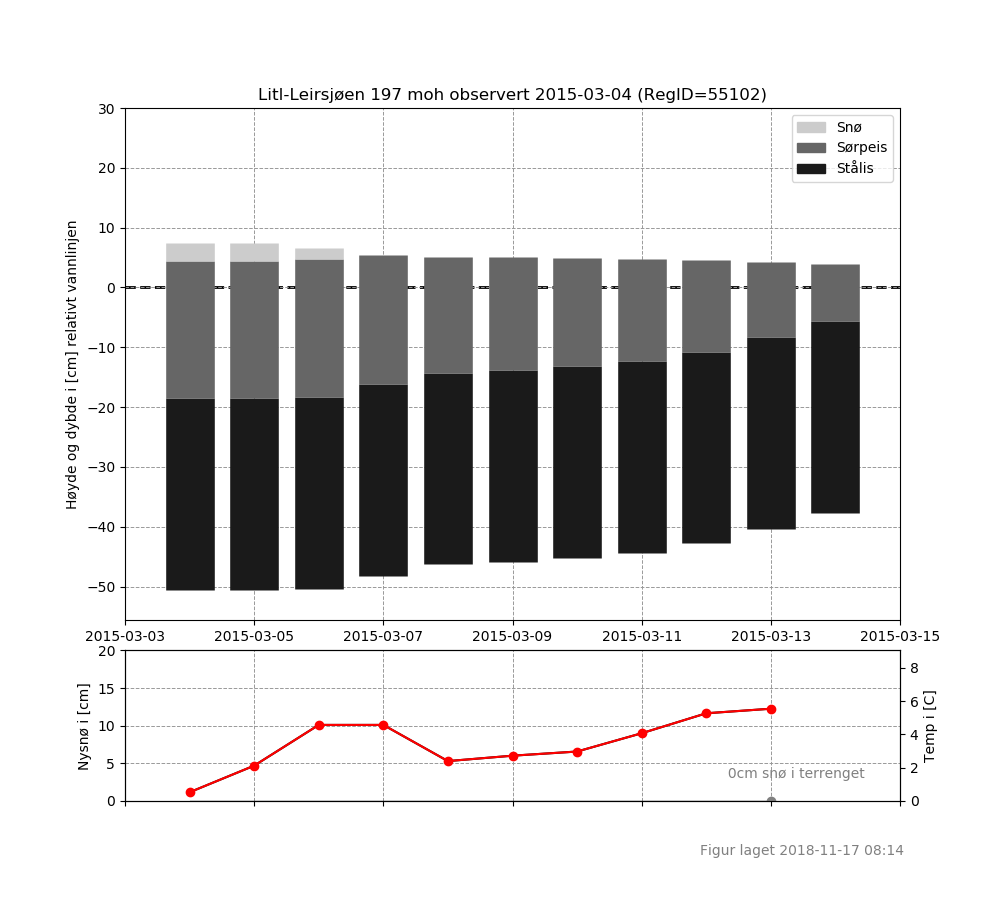 Litl-Leirsjøen 197 moh observert 2015-03-04 (RegID=55102)
30
20
10
0
−10
−20
−30
−40
−50
Høyde og dybde i [cm] relativt vannlinjen
Snø
Sørpeis
Stålis
2015-03-03 2015-03-05 2015-03-07 2015-03-09 2015-03-11 2015-03-13 2015-03-15
20
15
10
5
0
Nysnø i [cm]
8
6
4
2
0
Temp i [C]
0cm snø i terrenget
Figur laget 2018-11-17 08:14